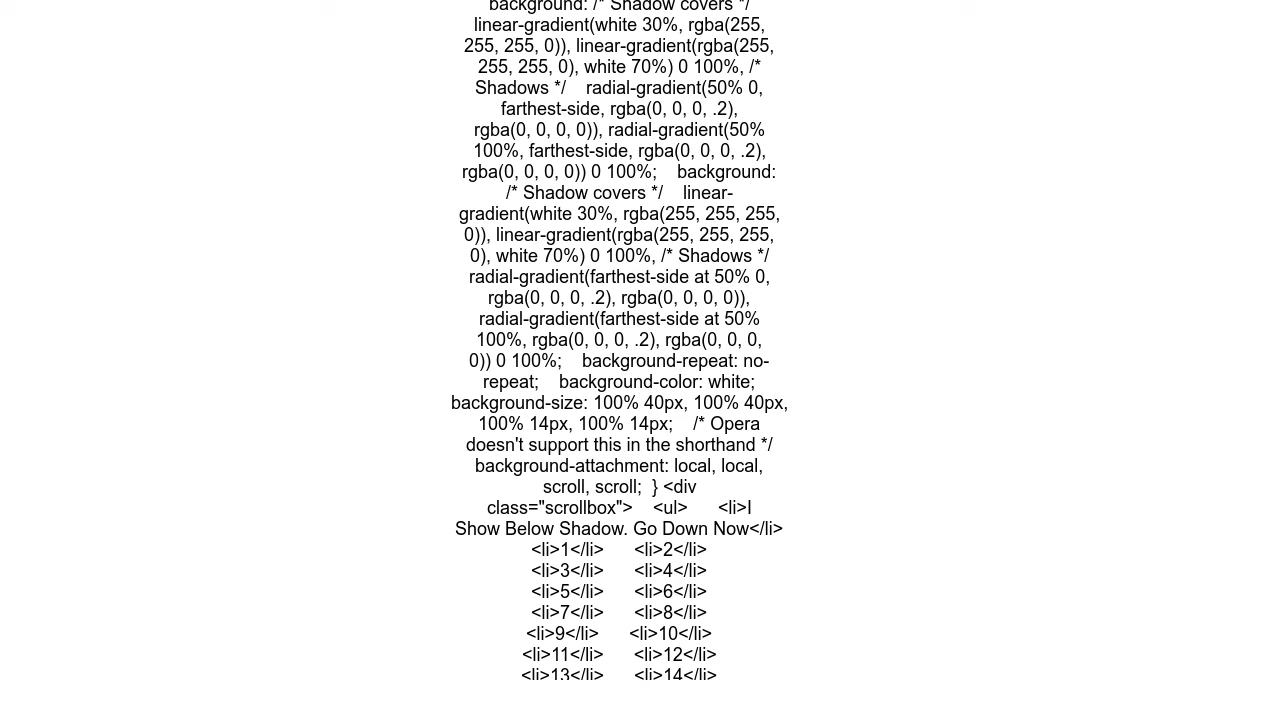 background: /* Shadow covers */
linear-gradient(white 30%, rgba(255,
255, 255, 0)), linear-gradient(rgba(255,
255, 255, 0), white 70%) 0 100%, /*
Shadows */    radial-gradient(50% 0,
farthest-side, rgba(0, 0, 0, .2),
rgba(0, 0, 0, 0)), radial-gradient(50%
100%, farthest-side, rgba(0, 0, 0, .2),
rgba(0, 0, 0, 0)) 0 100%;    background:
/* Shadow covers */    linear-
gradient(white 30%, rgba(255, 255, 255,
0)), linear-gradient(rgba(255, 255, 255,
0), white 70%) 0 100%, /* Shadows */
radial-gradient(farthest-side at 50% 0,
rgba(0, 0, 0, .2), rgba(0, 0, 0, 0)),
radial-gradient(farthest-side at 50%
100%, rgba(0, 0, 0, .2), rgba(0, 0, 0,
0)) 0 100%;    background-repeat: no-
repeat;    background-color: white;
background-size: 100% 40px, 100% 40px,
100% 14px, 100% 14px;    /* Opera
doesn't support this in the shorthand */
background-attachment: local, local,
scroll, scroll;  } <div
class="scrollbox">    <ul>      <li>I
Show Below Shadow. Go Down Now</li>
<li>1</li>      <li>2</li>
<li>3</li>      <li>4</li>
<li>5</li>      <li>6</li>
<li>7</li>      <li>8</li>
<li>9</li>      <li>10</li>
<li>11</li>      <li>12</li>
<li>13</li>      <li>14</li>